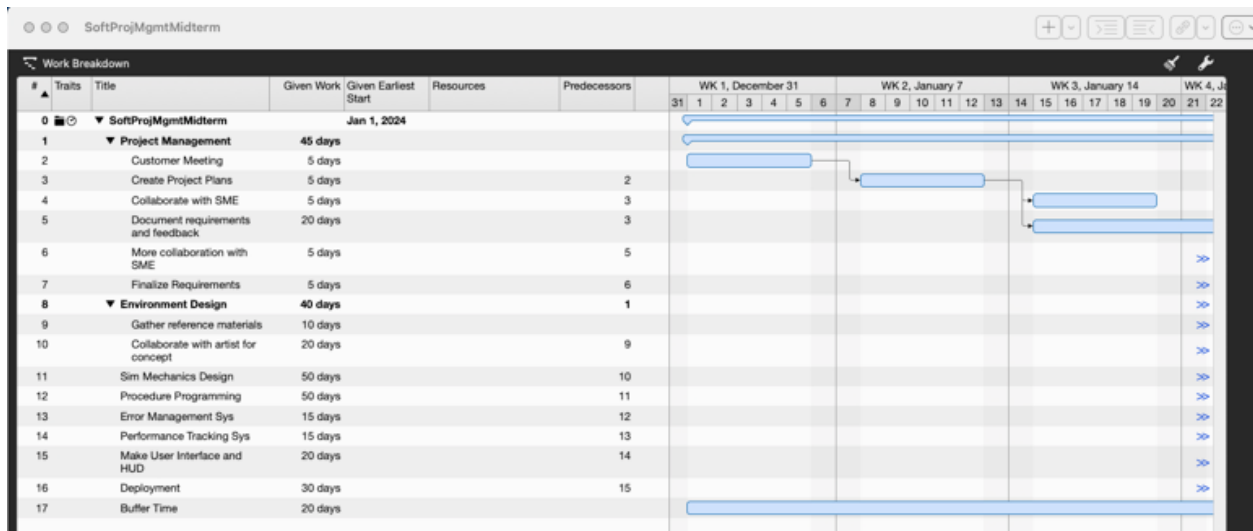 SoftProjMgmtMidterm
Work Breakdown
# Traits Title Given Work Given Earliest Start Resources Predecessors WK 1, December 31 WK 2, January 7 WK 3, January 14 WK 4, Ja
31 1 2 3 4 5 6 7 8 9 10 11 12 13 14 15 16 17 18 19 20 21 22
0 SoftProjMgmtMidterm Jan 1, 2024
1 Project Management 45 days
2 Customer Meeting 5 days
3 Create Project Plans 5 days 2
4 Collaborate with SME 5 days 3
5 Document requirements and feedback 20 days 3
6 More collaboration with SME 5 days 5
7 Finalize Requirements 5 days 6
8 Environment Design 40 days 1
9 Gather reference materials 10 days
10 Collaborate with artist for concept 20 days 9
11 Sim Mechanics Design 50 days 10
12 Procedure Programming 50 days 11
13 Error Management Sys 15 days 12
14 Performance Tracking Sys 15 days 13
15 Make User Interface and HUD 20 days 14
16 Deployment 30 days 15
17 Buffer Time 20 days